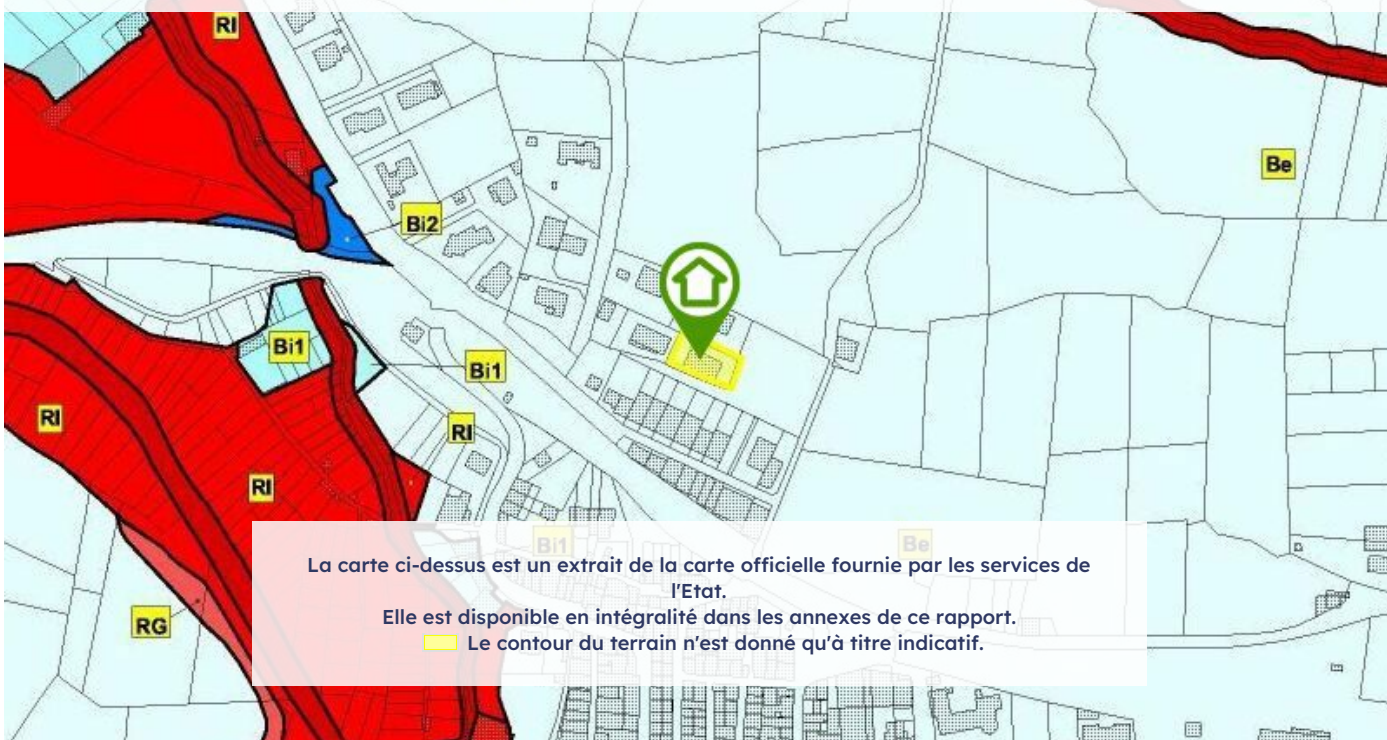 RI
Be
Bi2
Bi1
Bi1
RI
RI
RI
Bi1
Be
La carte ci-dessus est un extrait de la carte officielle fournie par les services de
l'Etat.
Elle est disponible en intégralité dans les annexes de ce rapport.
Le contour du terrain n'est donné qu'à titre indicatif.
RG